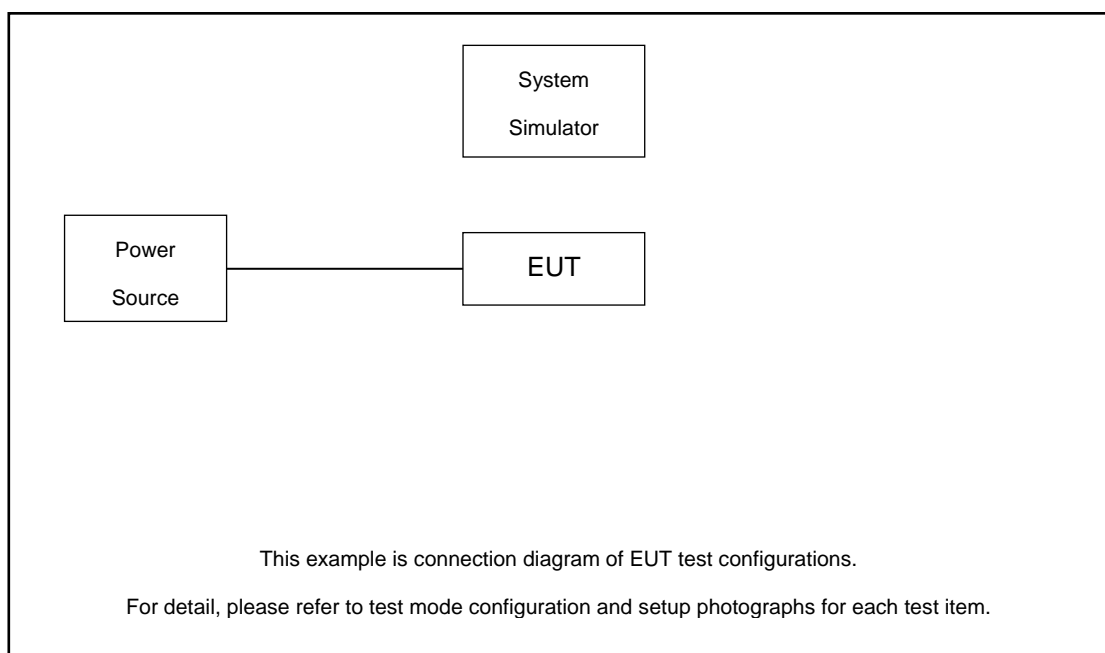 System
Simulator
Power
Source
EUT
This example is connection diagram of EUT test configurations.
For detail, please refer to test mode configuration and setup photographs for each test item.